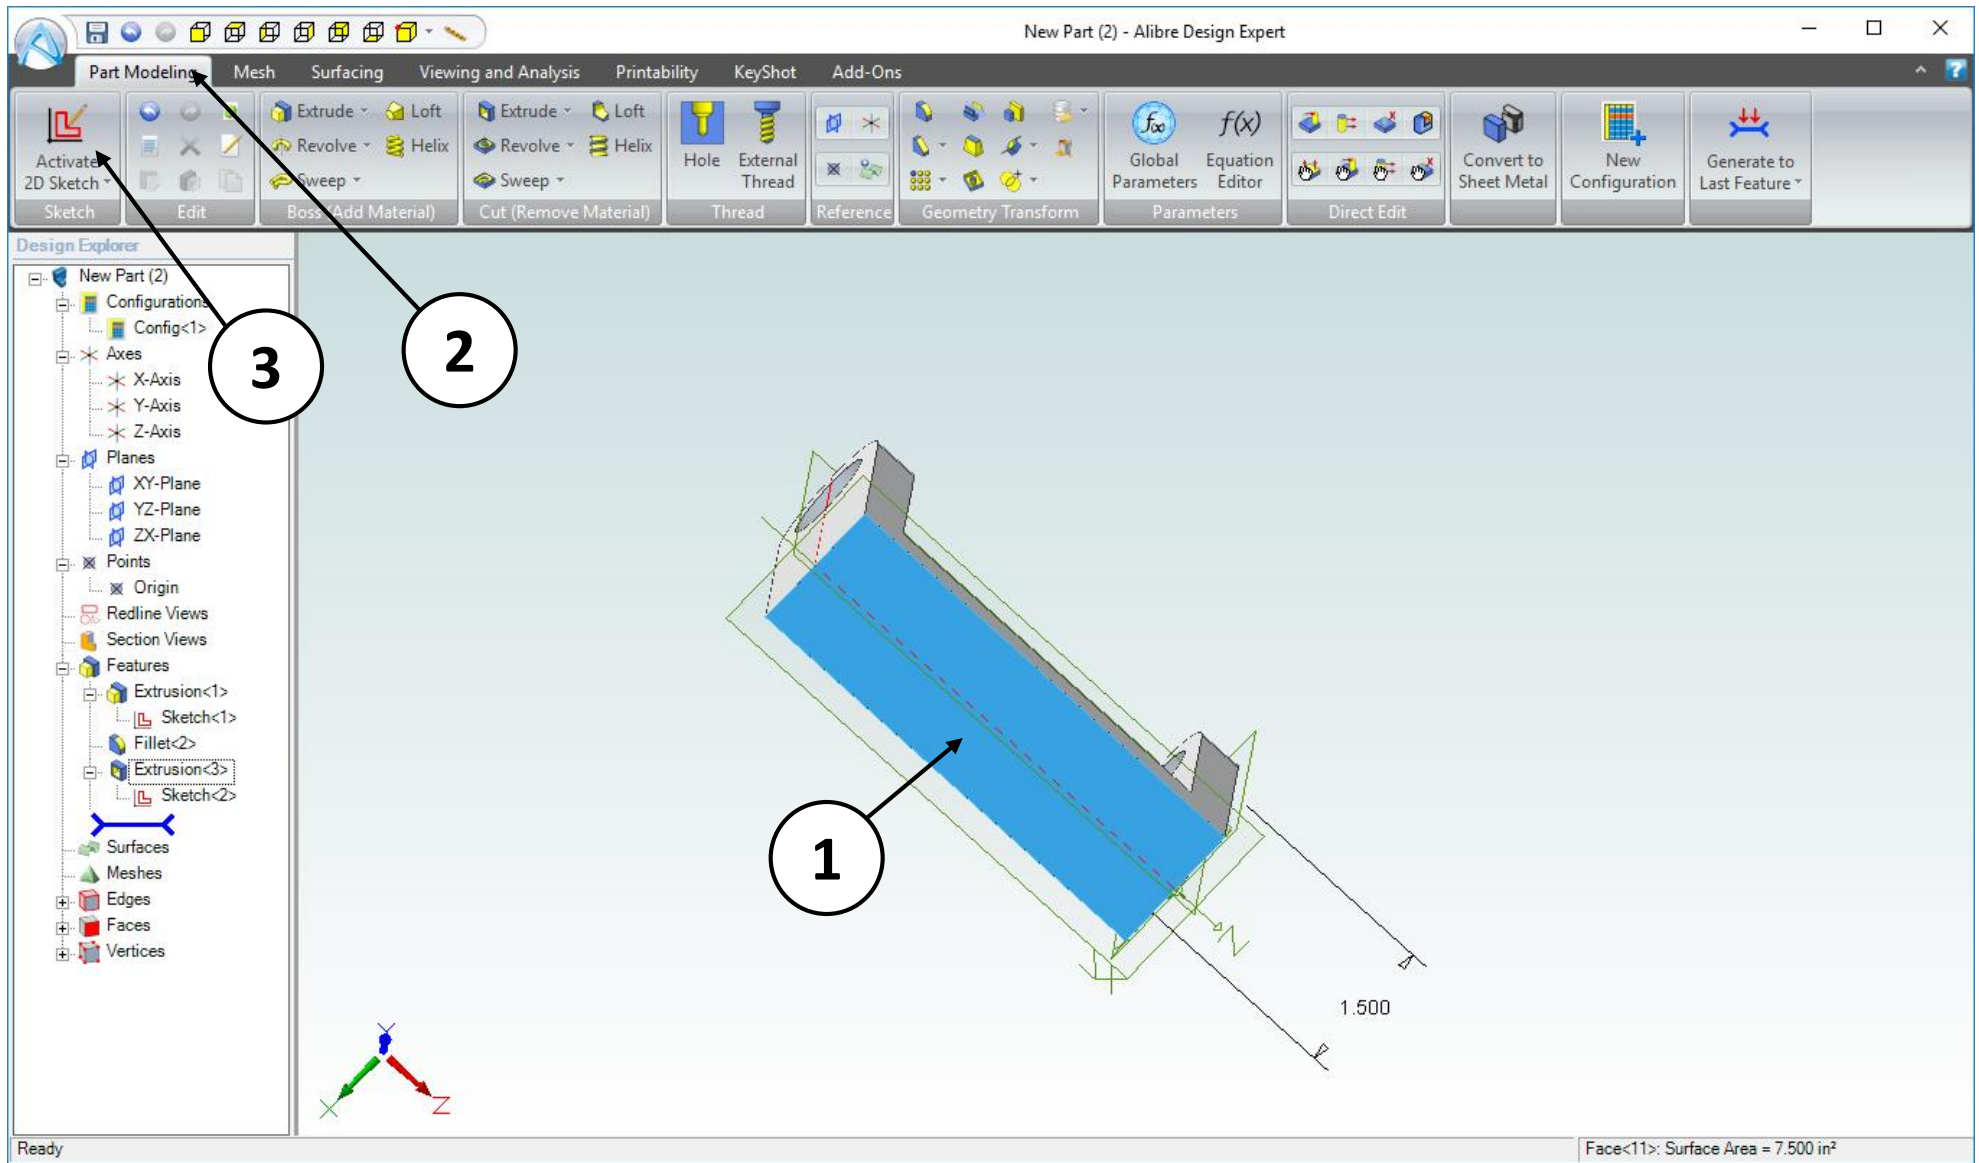 New Part (2) - Alibre Design Expert
Part Modeling Mesh Surfacing Viewing and Analysis Printability KeyShot Add-Ons
Activate
2D Sketch
Sketch
Edit
Extrude Loft
Revolve Helix
Sweep
Boss (Add Material)
Extrude Loft
Revolve Helix
Sweep
Cut (Remove Material)
Hole
External
Thread
Thread
Reference
Geometry Transform
f(x)
Global
Parameters
Equation
Editor
Parameters
Direct Edit
Convert to
Sheet Metal
New
Configuration
Generate to
Last Feature
Design Explorer
New Part (2)
Configurations
Config<1>
Axes
X-Axis
Y-Axis
Z-Axis
Planes
XY-Plane
YZ-Plane
ZX-Plane
Points
Origin
Redline Views
Section Views
Features
Extrusion<1>
Sketch<1>
Fillet<2>
Extrusion<3>
Sketch<2>
Surfaces
Meshes
Edges
Faces
Vertices
3
2
1
1.500
Y
X
Z
Ready
Face<11>: Surface Area = 7.500 in²